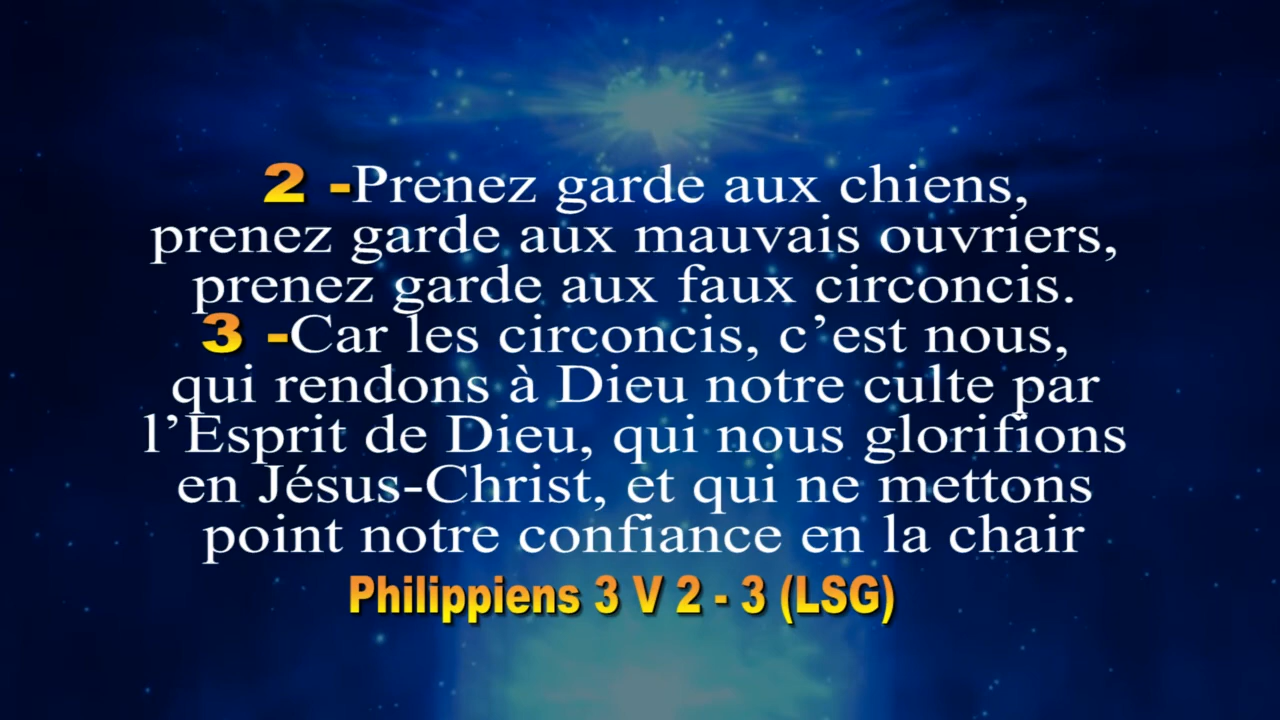 2 -Prenez garde aux chiens,
prenez garde aux mauvais ouvriers,
prenez garde aux faux circoncis.
3 -Car les circoncis, c’est nous,
qui rendons à Dieu notre culte par
l’Esprit de Dieu, qui nous glorifions
en Jésus-Christ, et qui ne mettons
point notre confiance en la chair
Philippiens 3 V 2 - 3 (LSG)